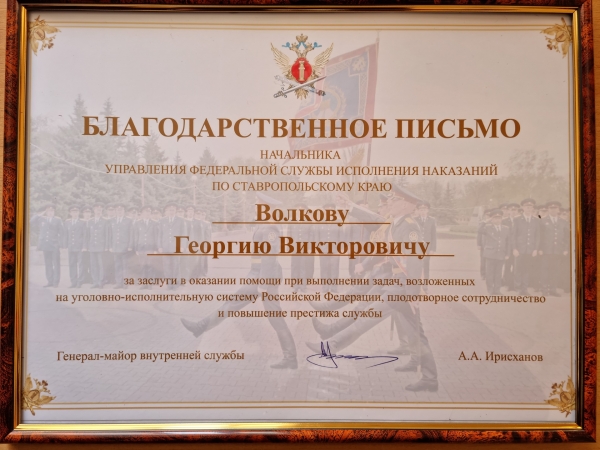 БЛАГОДАРСТВЕННОЕ ПИСЬМО
НАЧАЛЬНИКА
УПРАВЛЕНИЯ ФЕДЕРАЛЬНОЙ СЛУЖБЫ ИСПОЛНЕНИЯ НАКАЗАНИЙ
ПО СТАВРОПОЛЬСКОМУ КРАЮ
Волкову
Георгию Викторовичу
за заслуги в оказании помощи при выполнении задач, возложенных
на уголовно-исполнительную систему Российской Федерации, плодотворное сотрудничество
и повышение престижа службы
Генерал-майор внутренней службы А.А. Ирисханов